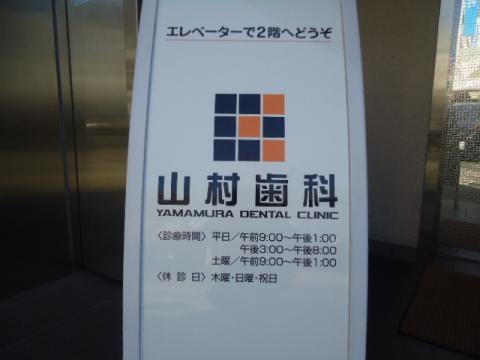 エレベーターで2階へどうぞ
山村歯科
YAMAMURA DENTAL CLINIC
〈診療時間〉平日／午前9:00〜午後1:00
午後3:00〜午後8:00
土曜／午前9:00〜午後1:00
〈休診日〉木曜・日曜・祝日